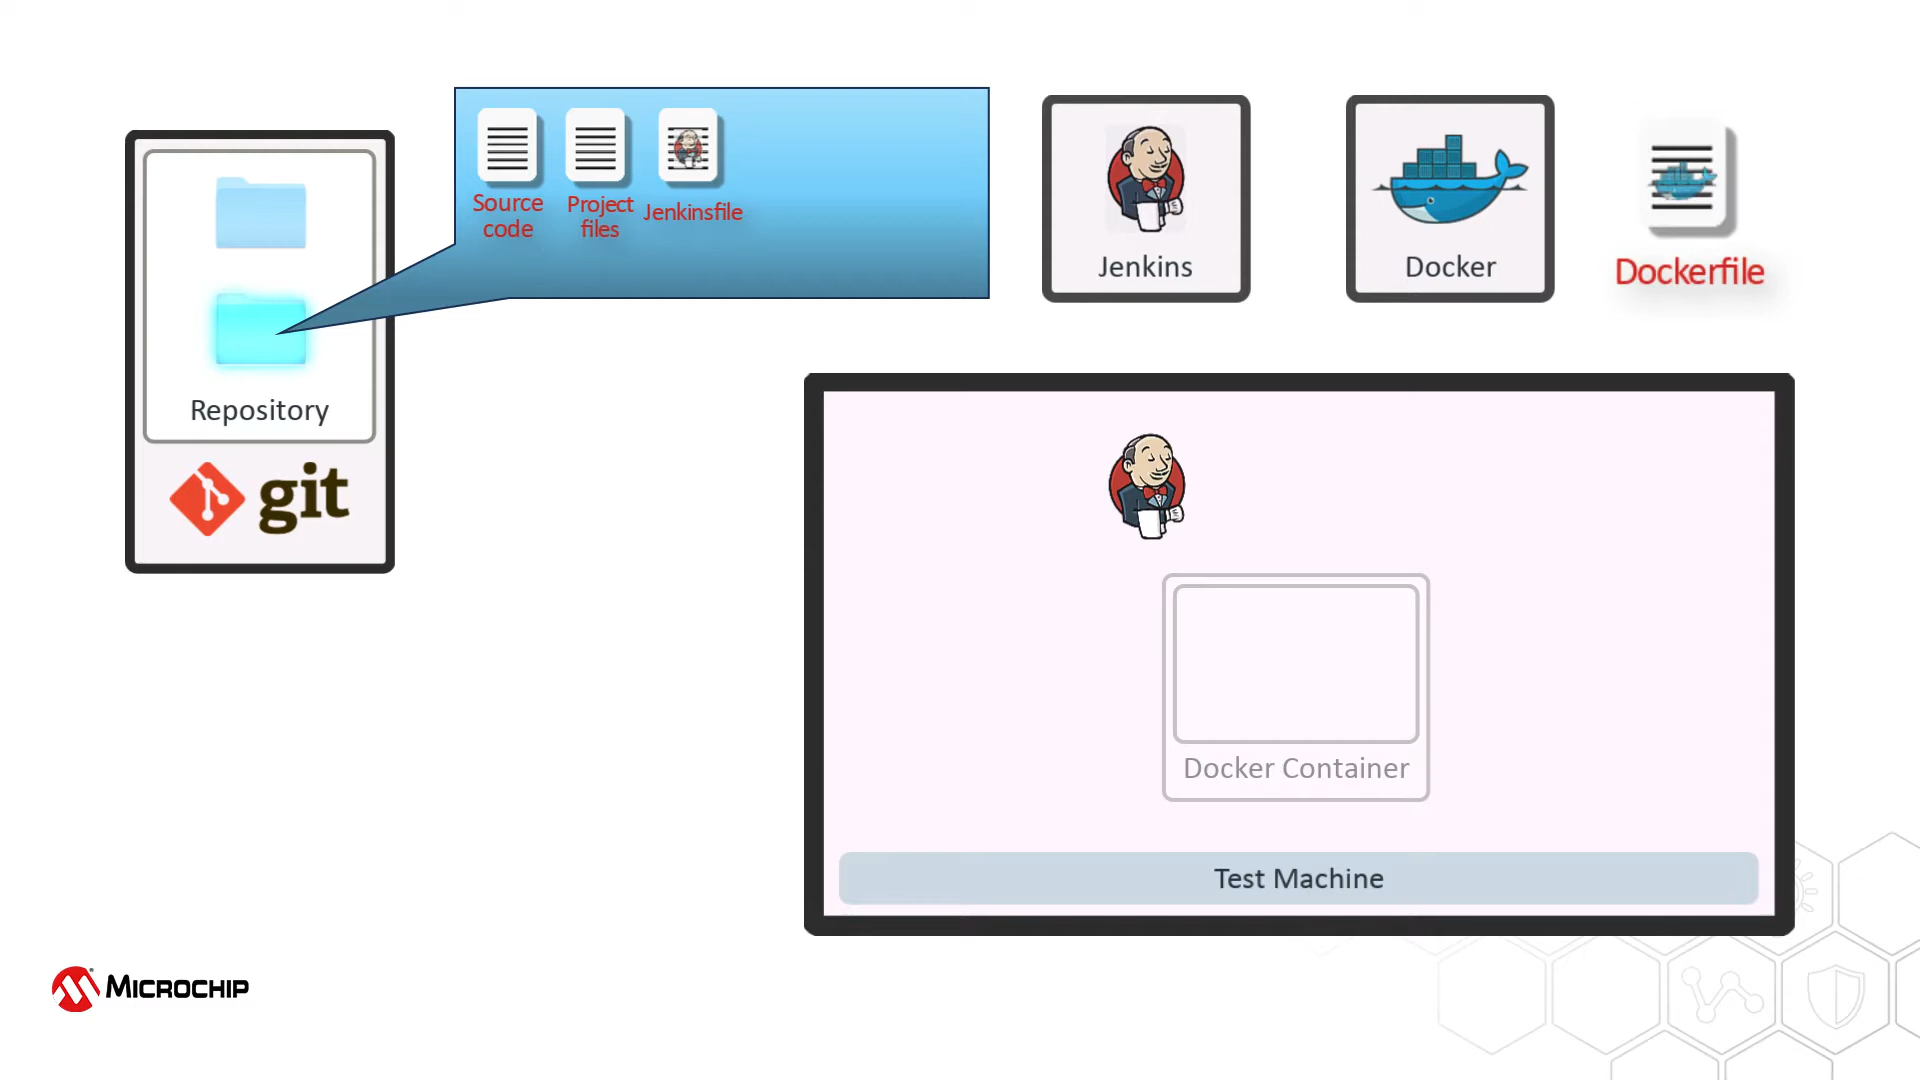 Source
code
Project
files
Jenkinsfile
Jenkins
Docker
Dockerfile
Repository
git
Docker Container
Test Machine
MICROCHIP